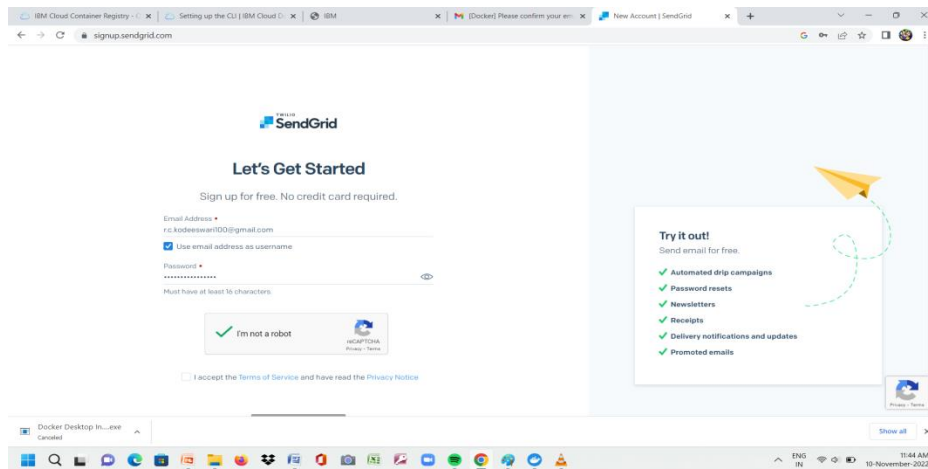 IBM Cloud Container Registry - C
Setting up the CLI | IBM Cloud D
IBM
[Docker] Please confirm your em
New Account | SendGrid
signup.sendgrid.com
TWILIO
SendGrid
Let's Get Started
Sign up for free. No credit card required.
Email Address
r.c.kodeeswari100@gmail.com
Use email address as username
Password
Must have at least 16 characters.
I'm not a robot
reCAPTCHA
Privacy - Terms
I accept the Terms of Service and have read the Privacy Notice
Try it out!
Send email for free.
Automated drip campaigns
Password resets
Newsletters
Receipts
Delivery notifications and updates
Promoted emails
Privacy - Terms
Docker Desktop In....exe
Canceled
Show all
ENG
IN
11:44 AM
10-November-2022